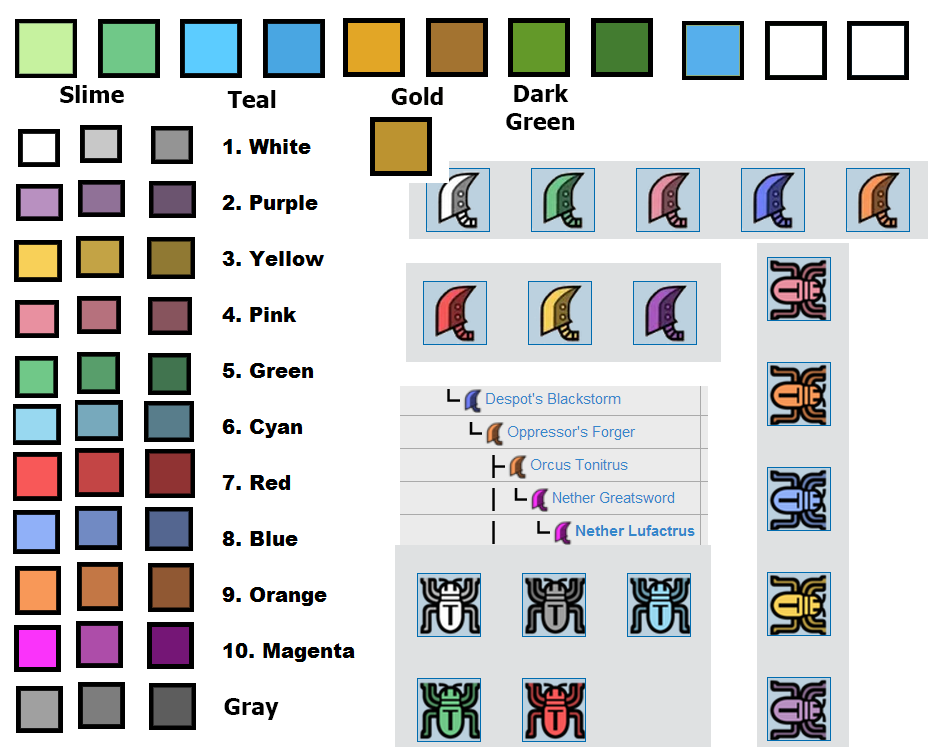 Slime
Teal
Gold
Dark
Green
1. White
2. Purple
3. Yellow
4. Pink
5. Green
6. Cyan
7. Red
8. Blue
9. Orange
10. Magenta
Gray
Despot's Blackstorm
Oppressor's Forger
Orcus Tonitrus
Nether Greatsword
Nether Lufactrus
T T T
T T